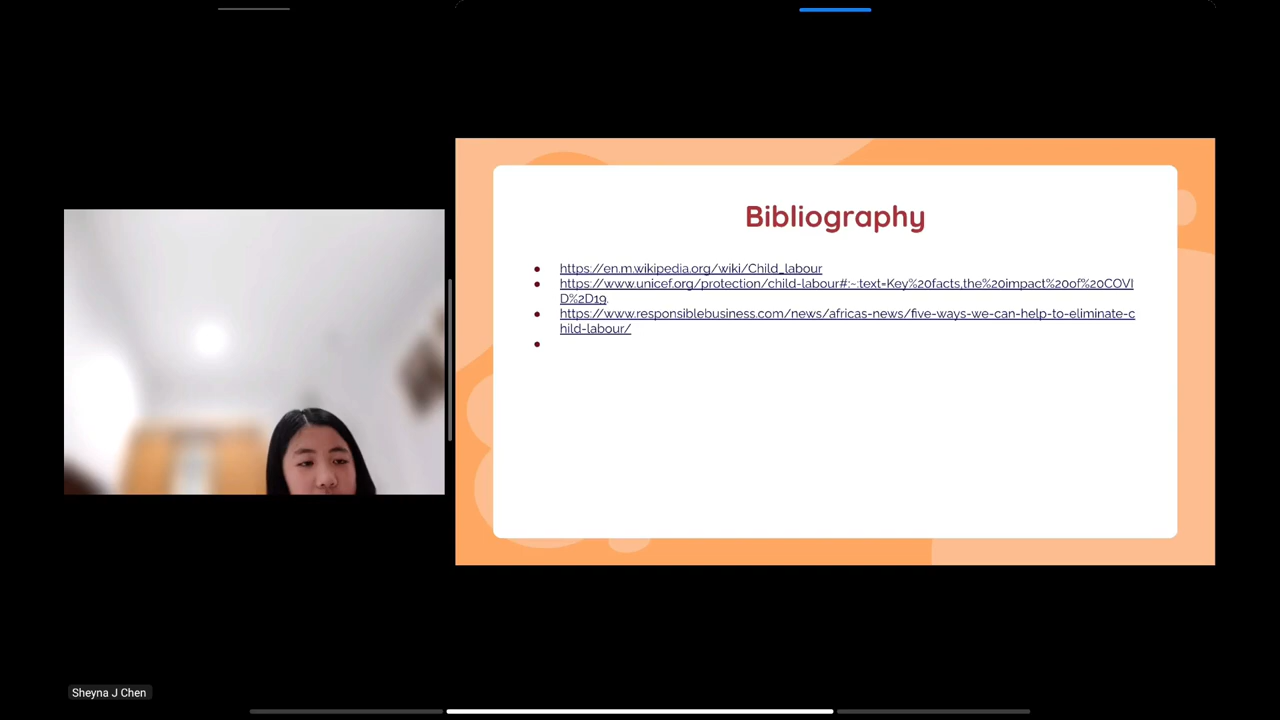 Bibliography
https://en.m.wikipedia.org/wiki/Child_labour
https://www.unicef.org/protection/child-labour#:~:text=Key%20facts,the%20impact%20of%20COVI
D%2D19.
https://www.responsiblebusiness.com/news/africas-news/five-ways-we-can-help-to-eliminate-c
hild-labour/
Sheyna J Chen